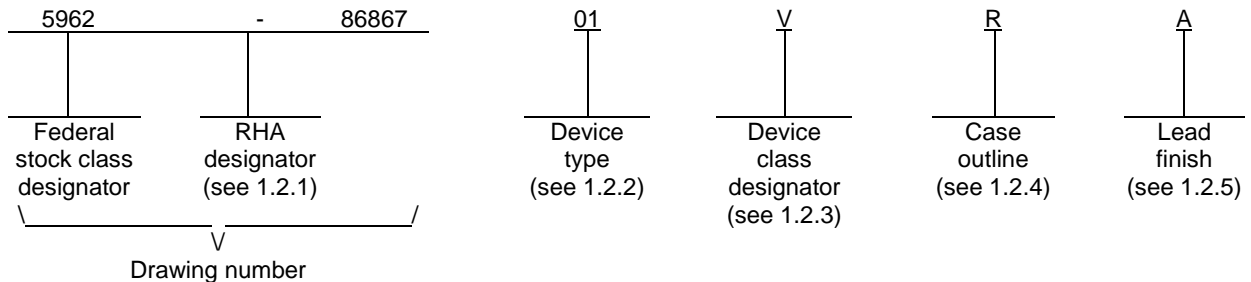 5962 - 86867 01 V R A
Federal stock class designator
RHA designator (see 1.2.1)
Device type (see 1.2.2)
Device class designator (see 1.2.3)
Case outline (see 1.2.4)
Lead finish (see 1.2.5)
\ / 
\/
Drawing number